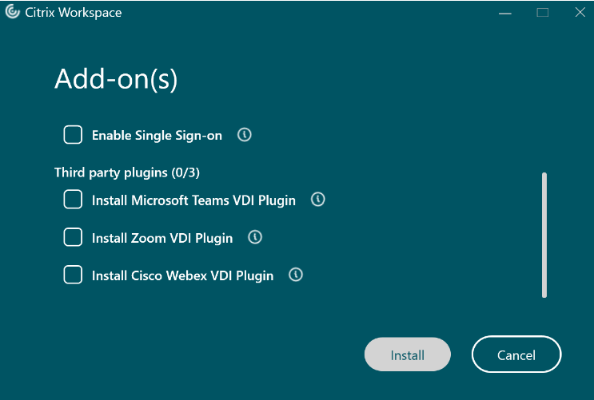 Citrix Workspace
Add-on(s)
Enable Single Sign-on
Third party plugins (0/3)
Install Microsoft Teams VDI Plugin
Install Zoom VDI Plugin
Install Cisco Webex VDI Plugin
Install
Cancel